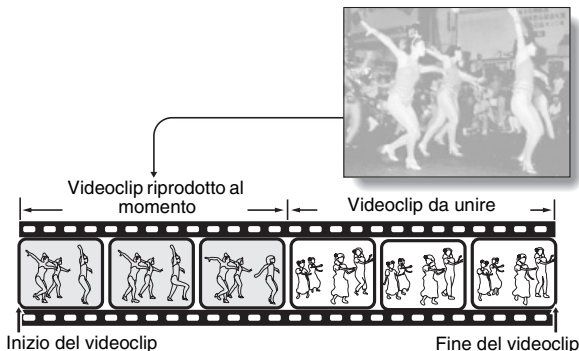 Videoclip riprodotto al
momento
Videoclip da unire
Inizio del videoclip
Fine del videoclip